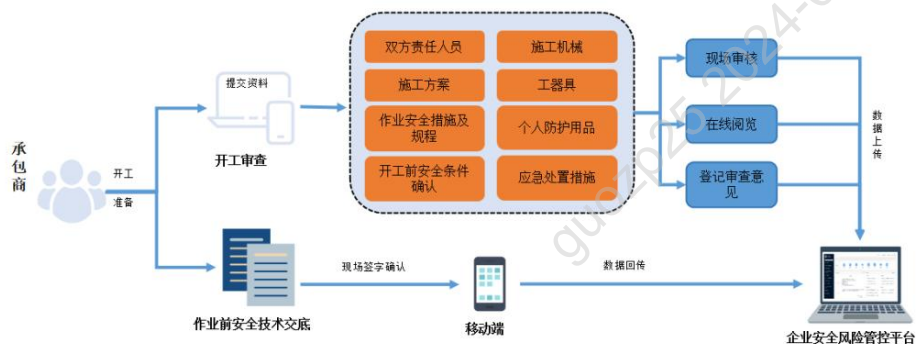 双方责任人员
施工机械
施工方案
工器具
作业安全措施及
规程
个人防护用品
开工前安全条件
确认
应急处置措施
提交资料
开工审查
现场审核
在线阅览
登记审查意
见
数据上传
承包商
开工
准备
现场签字确认
数据回传
作业前安全技术交底
移动端
企业安全风险管控平台